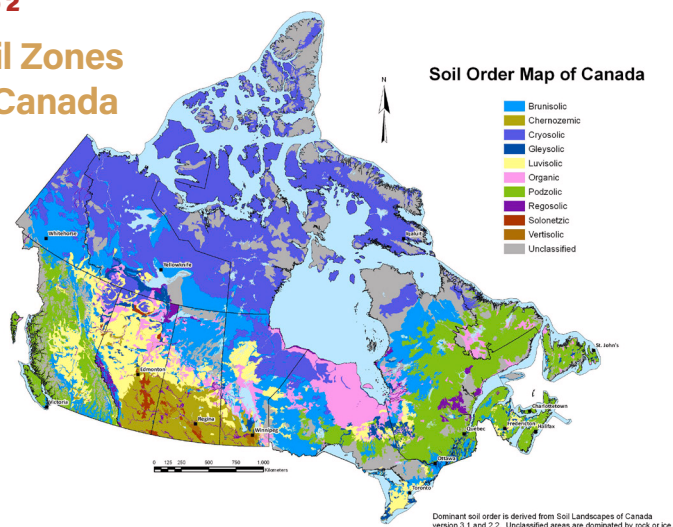 2
il Zones
Canada
Soil Order Map of Canada
N
Brunisolic
Chernozemic
Cryosolic
Gleysolic
Luvisolic
Organic
Podzolic
Regosolic
Solonetzic
Vertisolic
Unclassified
Whitehorse
Yellowknife
Iqaluit
Edmonton
Victoria
Regina
Winnipeg
St. John's
Charlottetown
Fredericton
Halifax
Quebec
Ottawa
Toronto
0 125 250 500 750 1,000
Kilometers
Dominant soil order is derived from Soil Landscapes of Canada
version 3.1 and 2.2. Unclassified areas are dominated by rock or ice